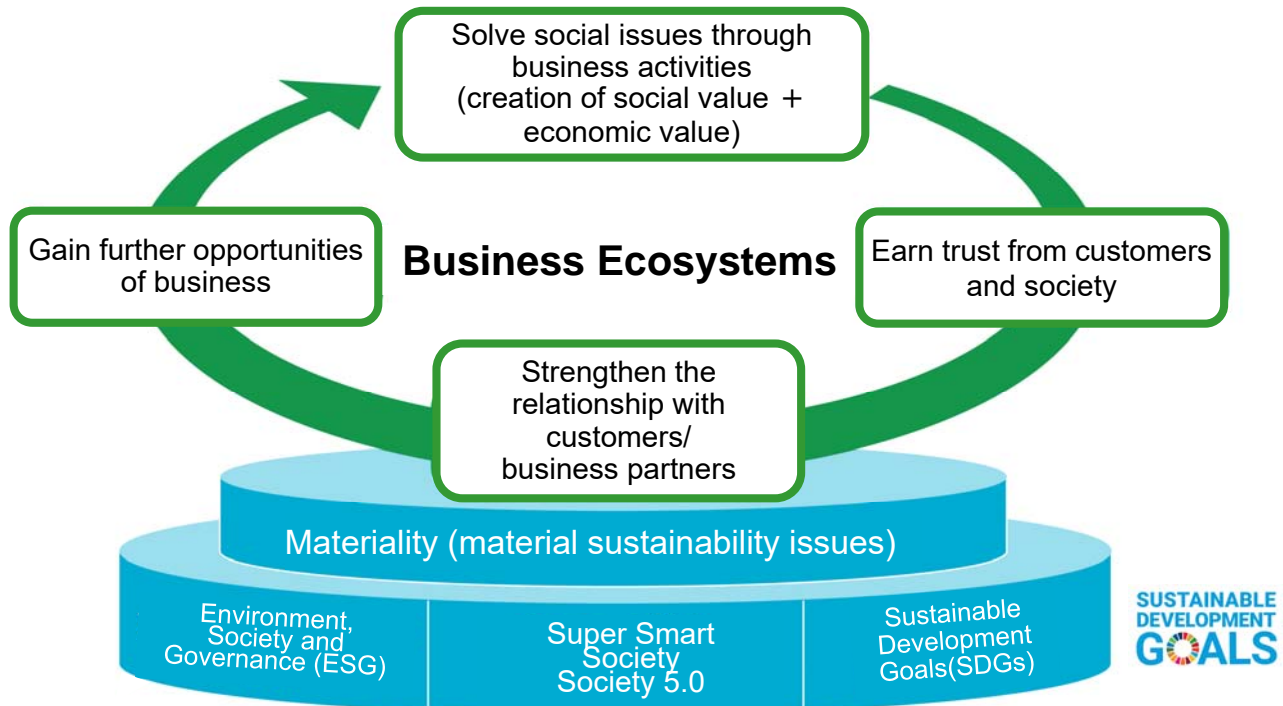 Solve social issues through
business activities
(creation of social value +
economic value)
Gain further opportunities
of business
Business Ecosystems
Earn trust from customers
and society
Strengthen the
relationship with
customers/
business partners
Materiality (material sustainability issues)
Environment,
Society and
Governance (ESG)
Super Smart
Society
Society 5.0
Sustainable
Development
Goals(SDGs)
SUSTAINABLE
DEVELOPMENT
GOALS